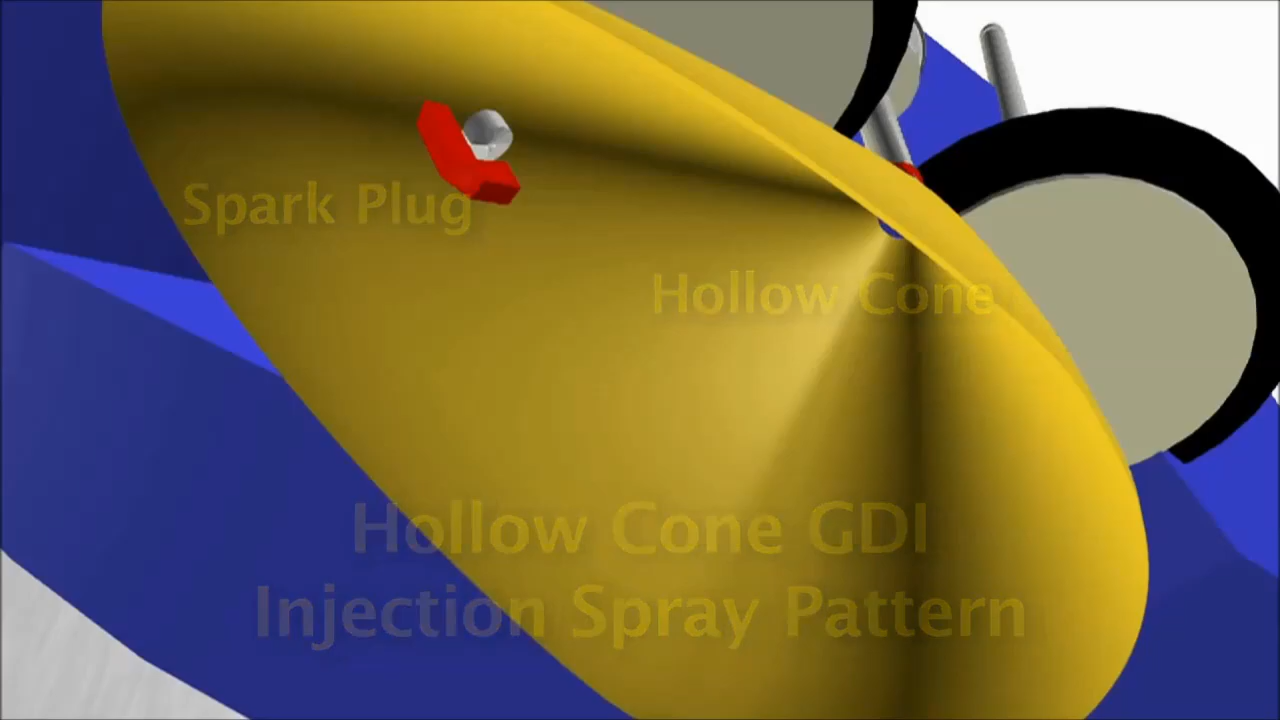 Spark Plug
Hollow Cone
Hollow Cone GDI
Injection Spray Pattern